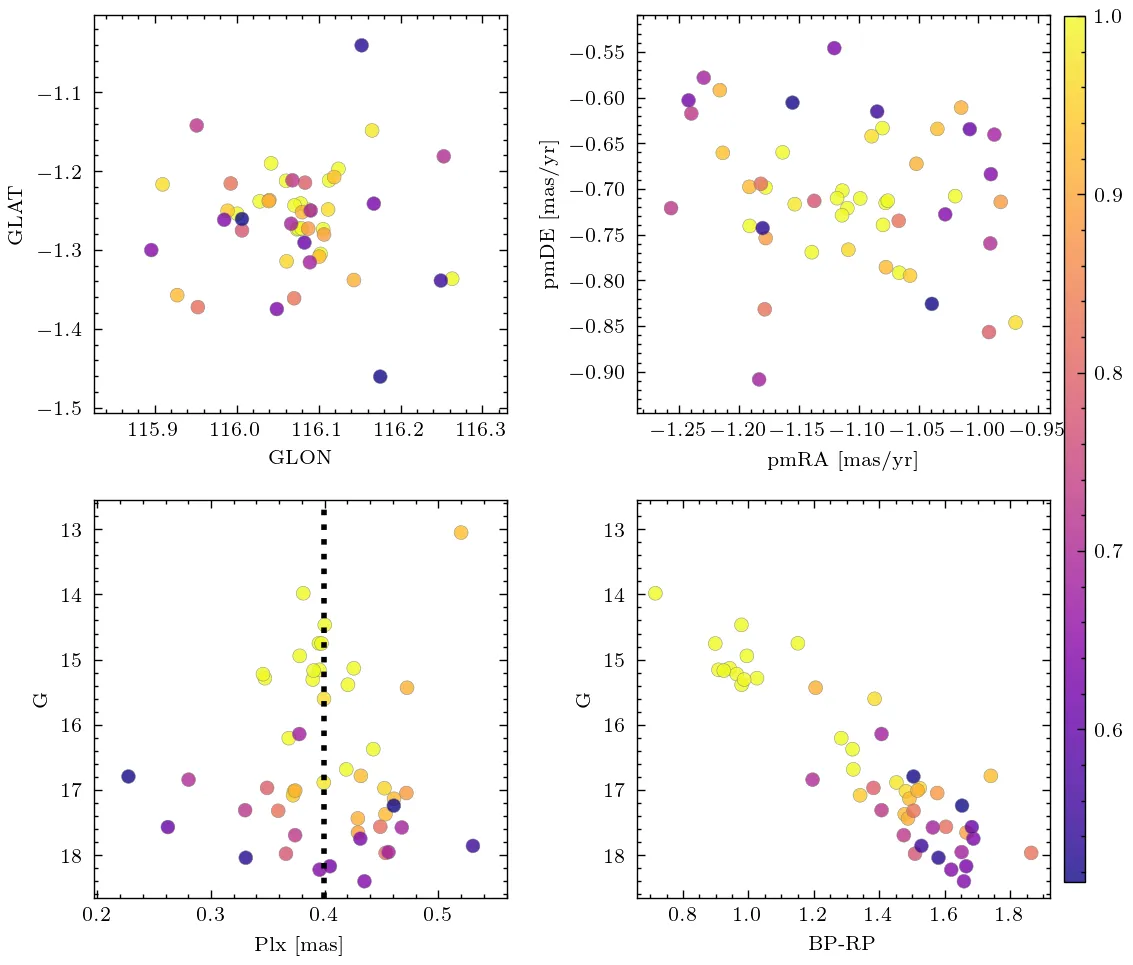 −1.1
−1.2
−1.3
−1.4
−1.5
GLAT
115.9 116.0 116.1 116.2 116.3
GLON
−0.55
−0.60
−0.65
−0.70
−0.75
−0.80
−0.85
−0.90
pmDE [mas/yr]
−1.25 −1.20 −1.15 −1.10 −1.05 −1.00 −0.95
pmRA [mas/yr]
1.0
0.9
0.8
0.7
0.6
13
14
15
16
17
18
G
0.2 0.3 0.4 0.5
Plx [mas]
13
14
15
16
17
18
G
0.8 1.0 1.2 1.4 1.6 1.8
BP-RP